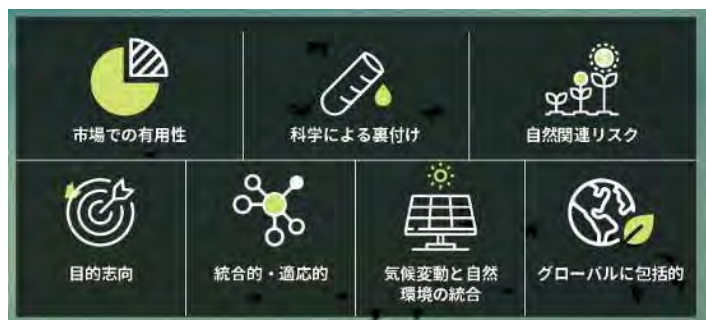 市場での有用性
科学による裏付け
自然関連リスク
目的志向
統合的・適応的
気候変動と自然
環境の統合
グローバルに包括的